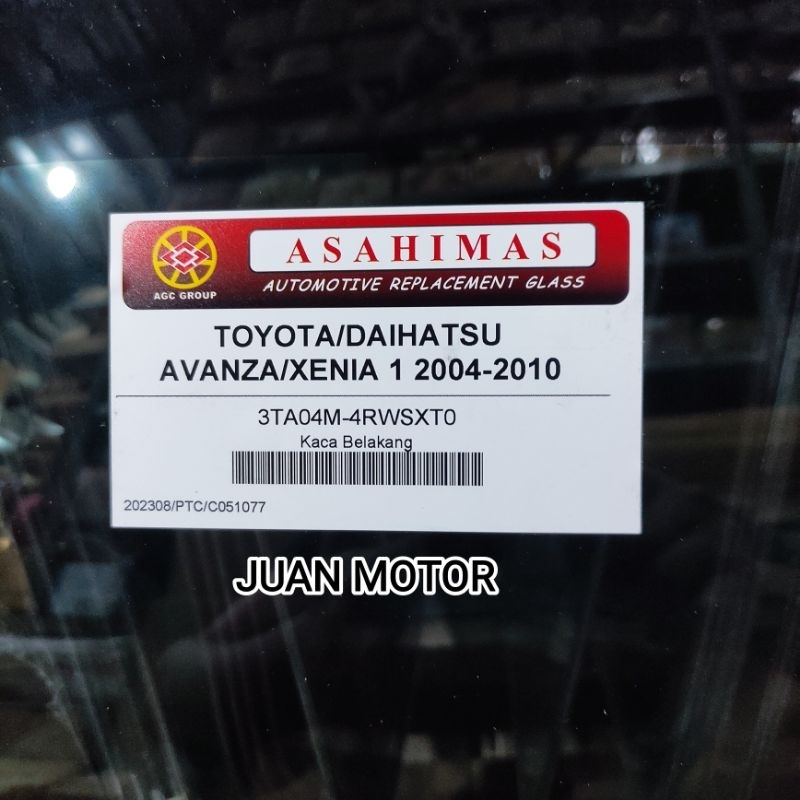 ASAHIMAS
AGC GROUP
AUTOMOTIVE REPLACEMENT GLASS
TOYOTA/DAIHATSU
AVANZA/XENIA 1 2004-2010
3TA04M-4RWSXT0
Kaca Belakang
202308/PTC/C051077
JUAN MOTOR